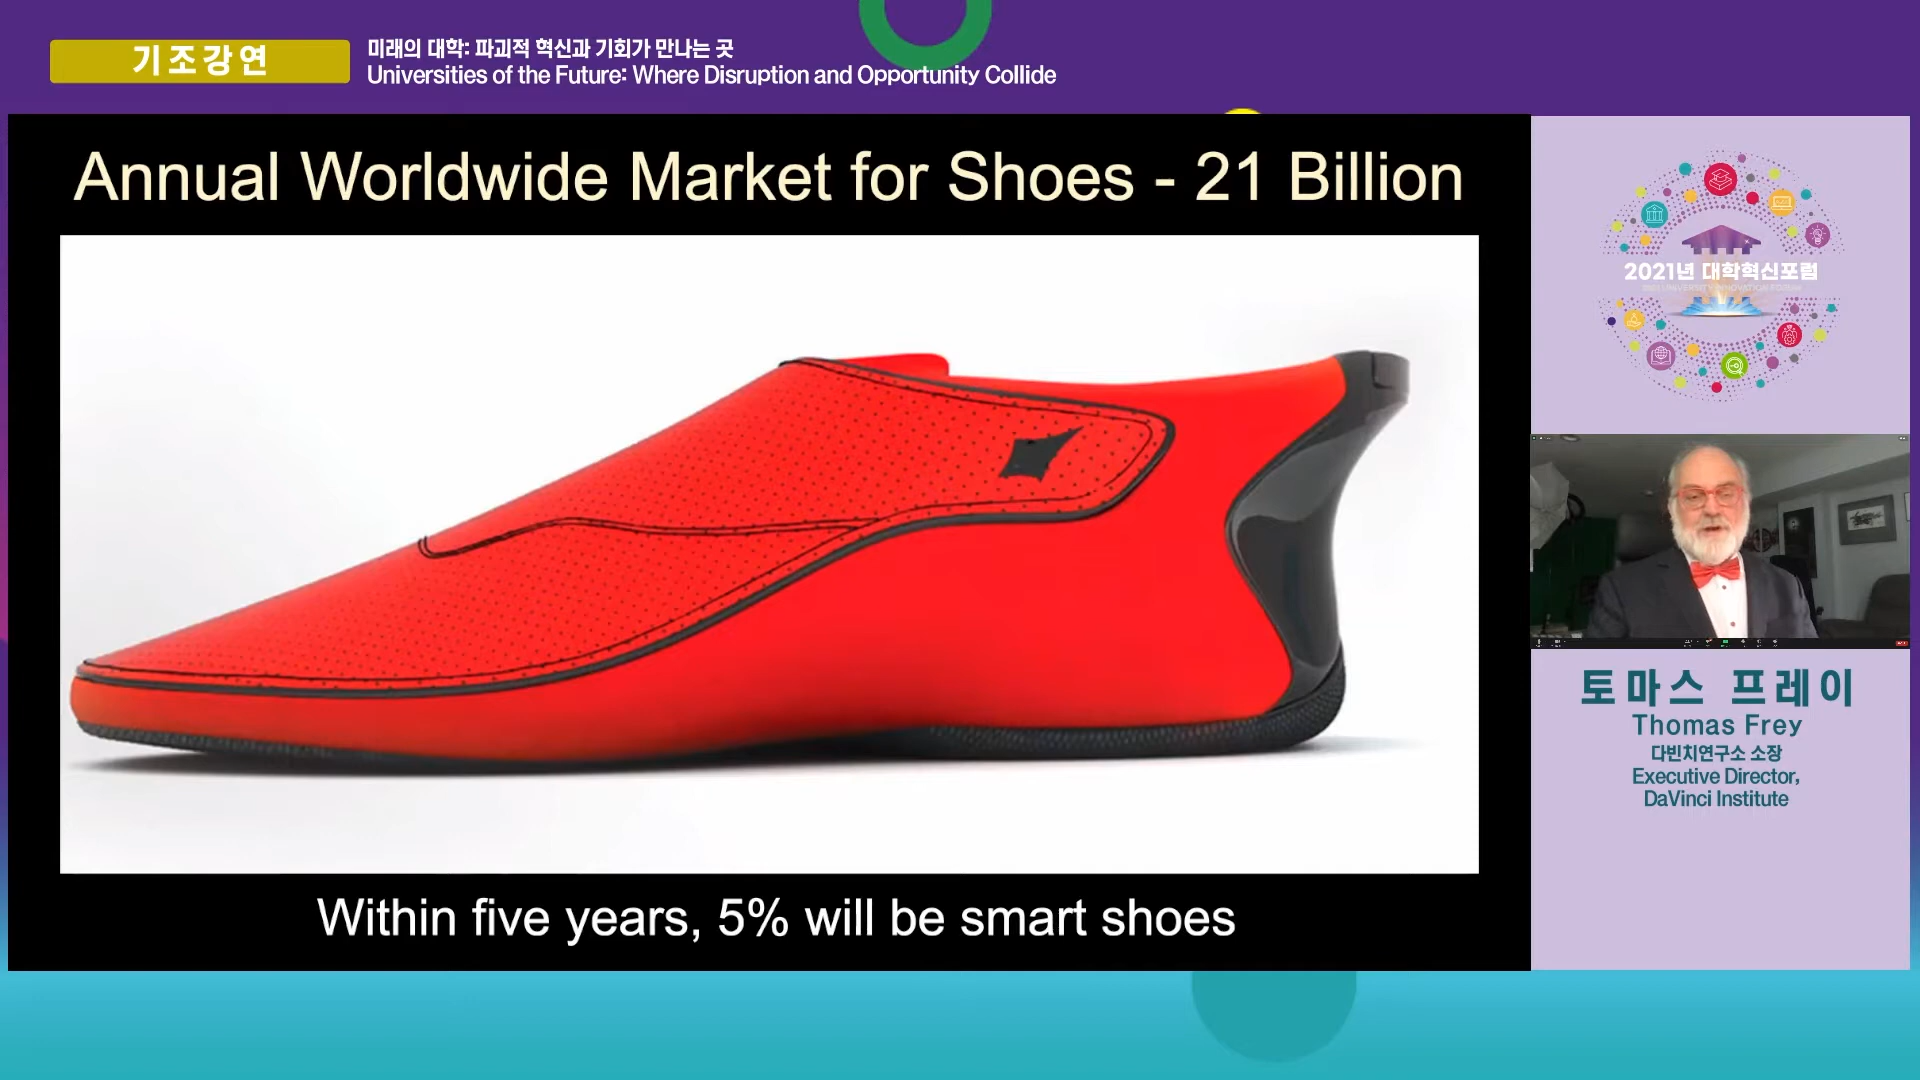 기조강연
미래의 대학: 파괴적 혁신과 기회가 만나는 곳
Universities of the Future: Where Disruption and Opportunity Collide
Annual Worldwide Market for Shoes - 21 Billion
Within five years, 5% will be smart shoes
2021년 대학혁신포럼
2021 UNIVERSITY INNOVATION FORUM
토마스 프레이
Thomas Frey
다빈치연구소 소장
Executive Director,
DaVinci Institute